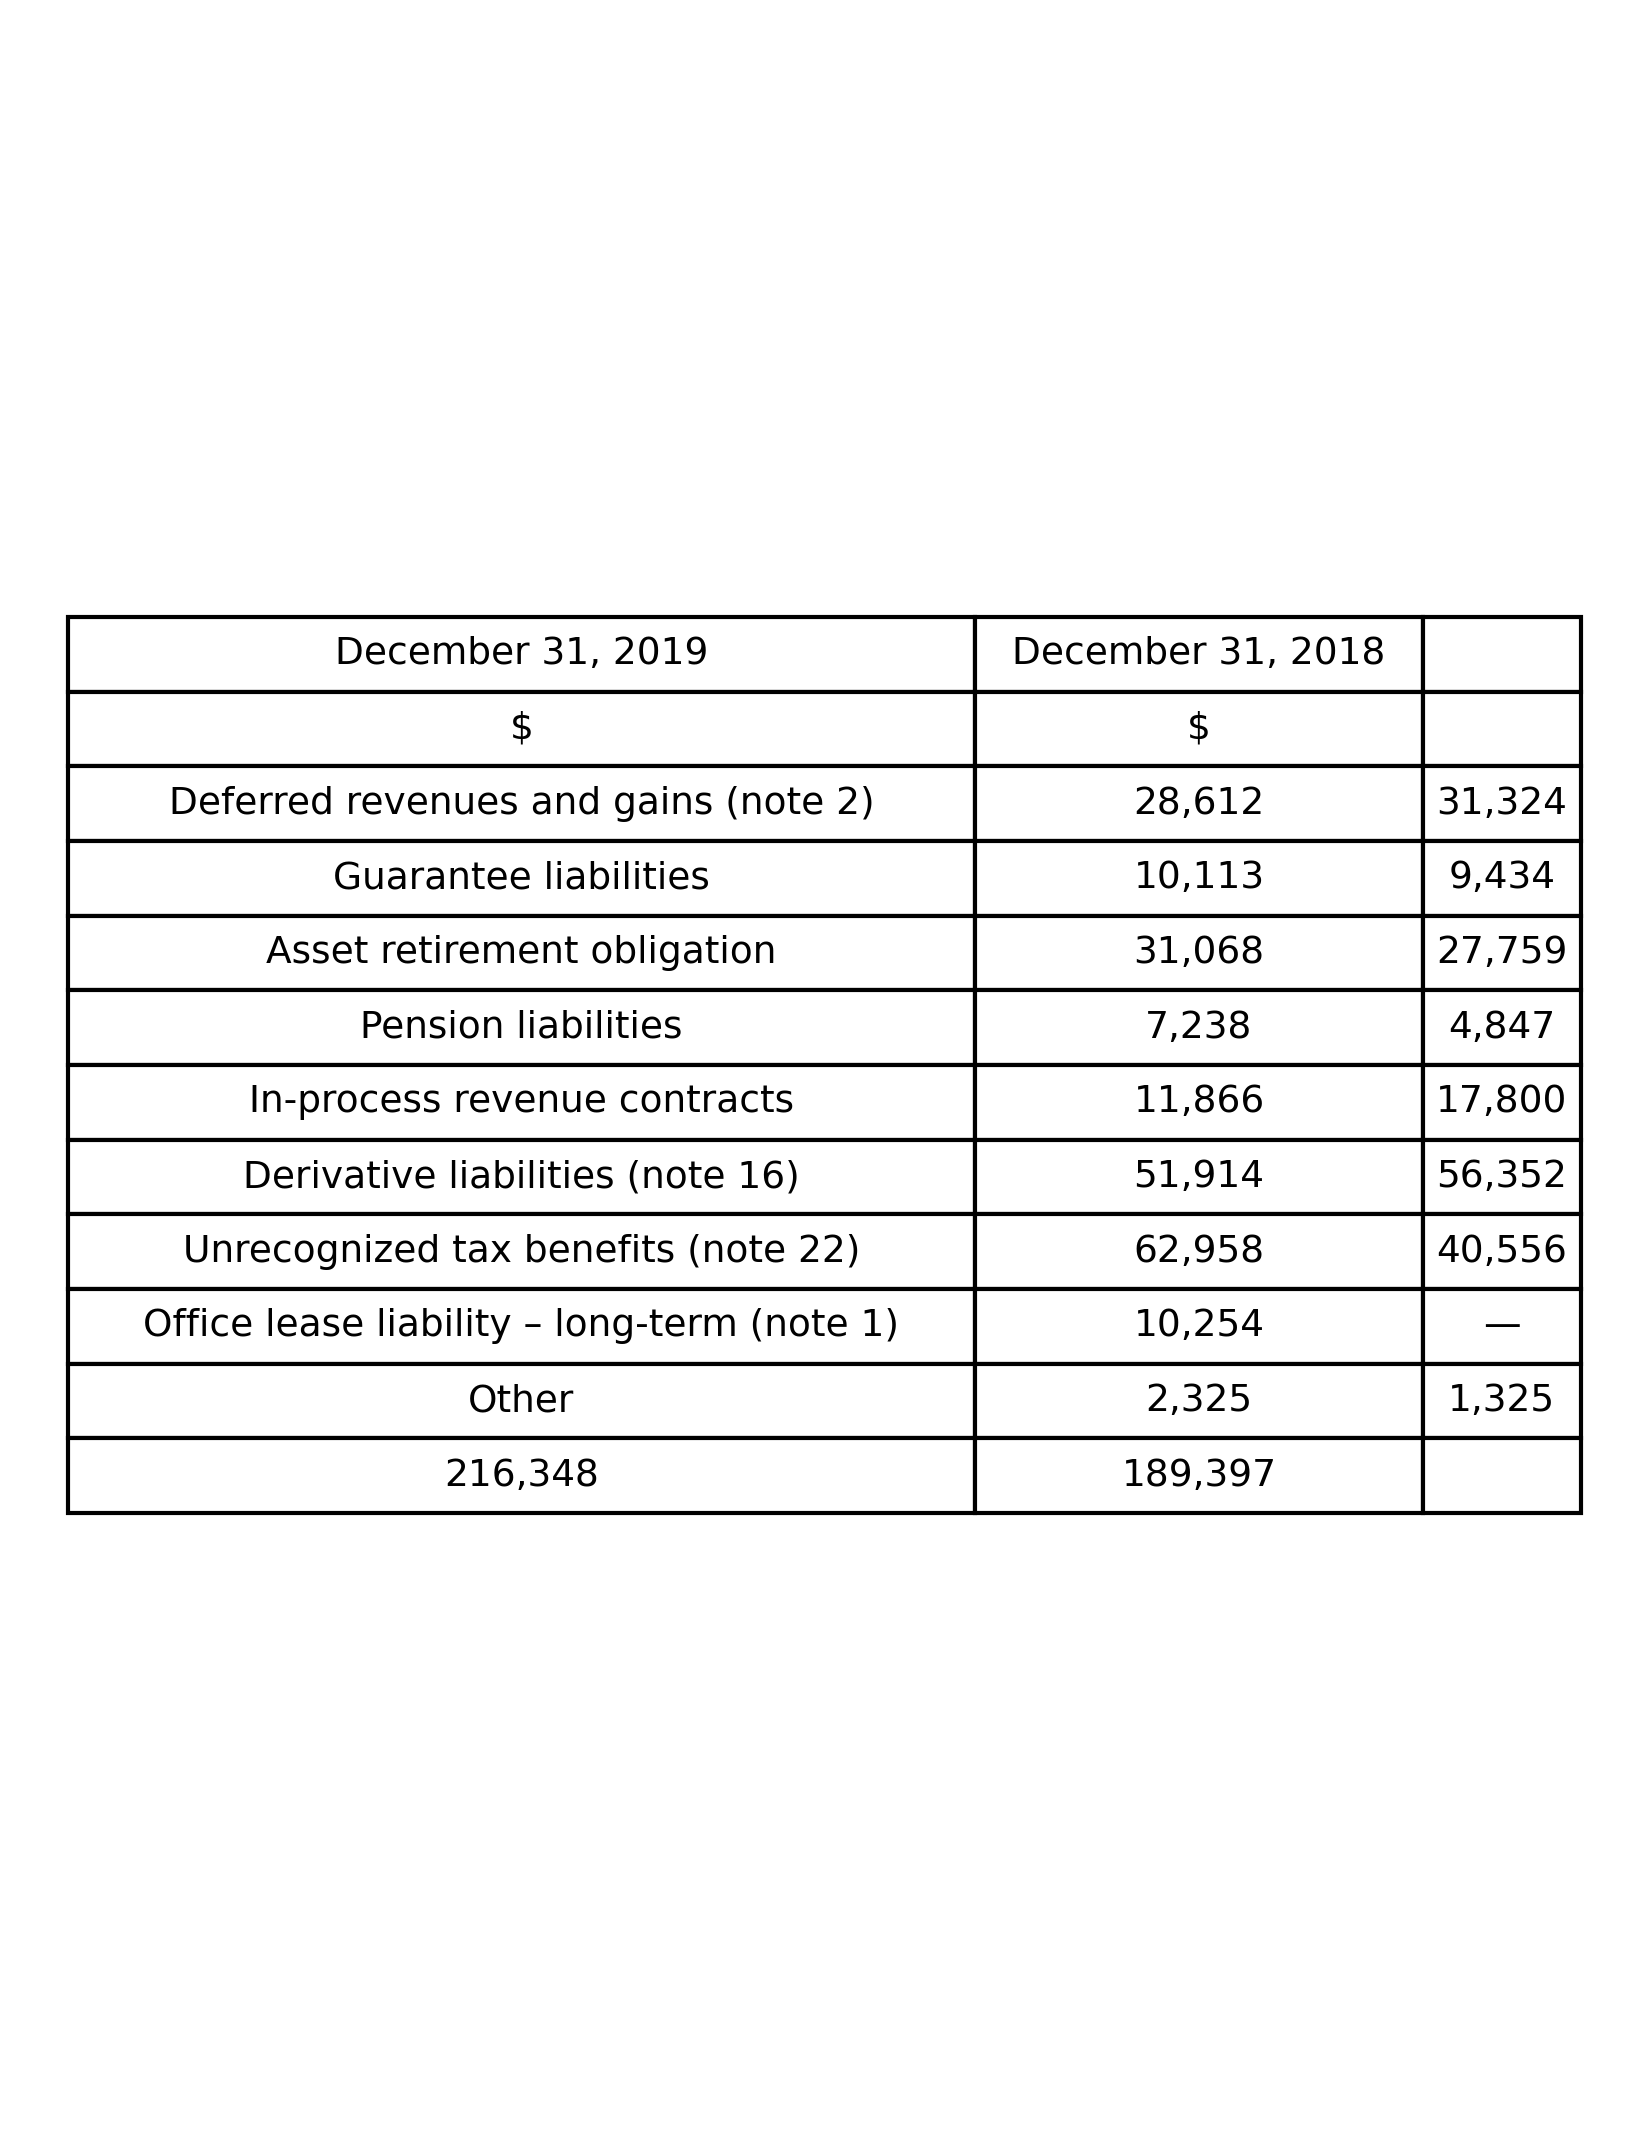 December 31, 2019 December 31, 2018
$ $
Deferred revenues and gains (note 2) 28,612 31,324
Guarantee liabilities 10,113 9,434
Asset retirement obligation 31,068 27,759
Pension liabilities 7,238 4,847
In-process revenue contracts 11,866 17,800
Derivative liabilities (note 16) 51,914 56,352
Unrecognized tax benefits (note 22) 62,958 40,556
Office lease liability – long-term (note 1) 10,254 —
Other 2,325 1,325
216,348 189,397